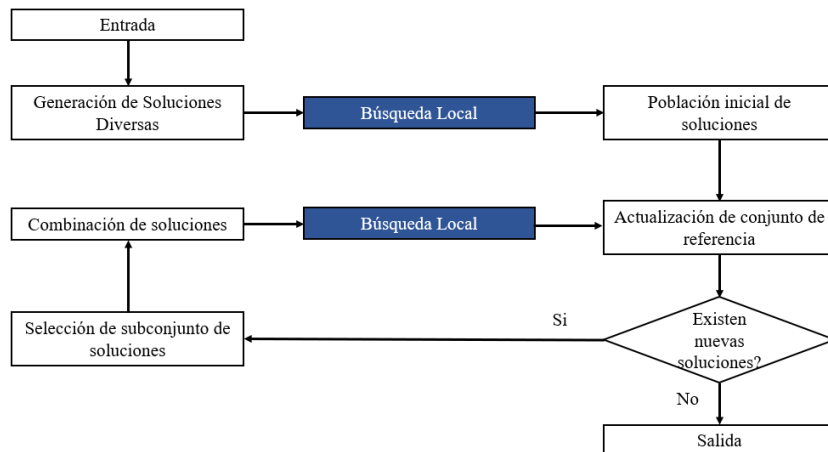 Entrada
Generación de Soluciones
Diversas
Búsqueda Local
Población inicial de
soluciones
Combinación de soluciones
Búsqueda Local
Actualización de conjunto de
referencia
Selección de subconjunto de
soluciones
Si
Existen
nuevas
soluciones?
No
Salida